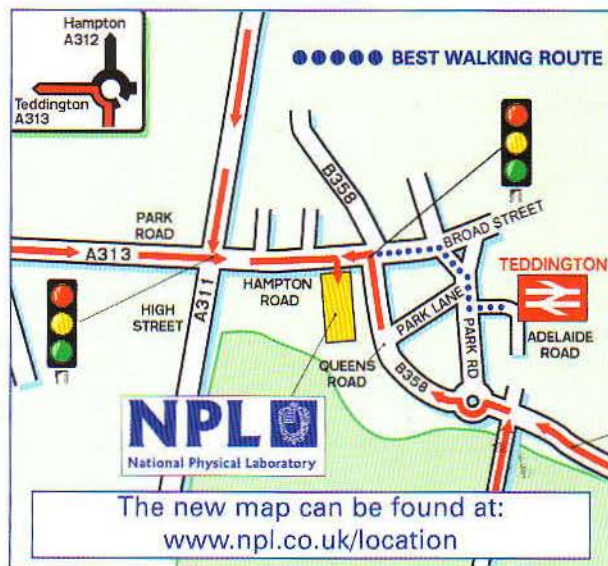 Hampton
A312
Teddington
A313
BEST WALKING ROUTE
B358
PARK
ROAD
BROAD STREET
A313
TEDDINGTON
HAMPTON
ROAD
HIGH
STREET
A311
PARK LANE
ADELAIDE
ROAD
PARK RD
QUEENS
ROAD
B358
NPL
National Physical Laboratory
The new map can be found at:
www.npl.co.uk/location